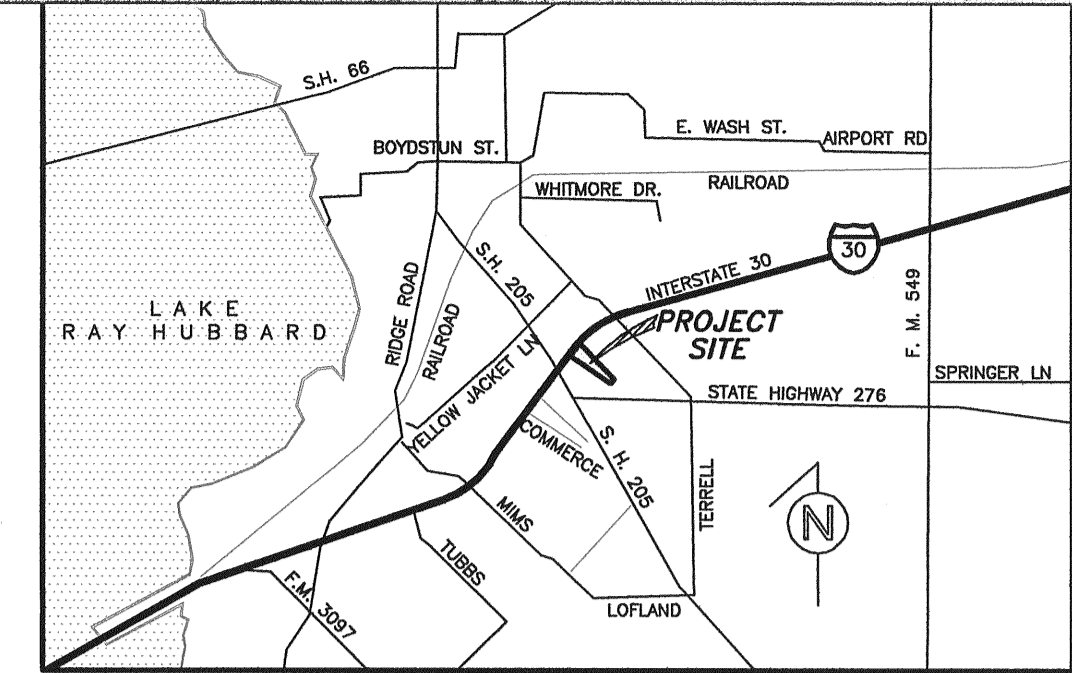 S.H. 66
BOYDSTUN ST.
E. WASH ST.
AIRPORT RD
WHITMORE DR.
RAILROAD
30
INTERSTATE 30
S.H. 205
RIDGE ROAD
RAILROAD
LAKE
RAY HUBBARD
YELLOW JACKET LN
PROJECT
SITE
F. M. 549
SPRINGER LN
STATE HIGHWAY 276
COMMERCE
S. H. 205
TERRELL
MIMS
TUBBS
F.M. 3097
LOFLAND
N